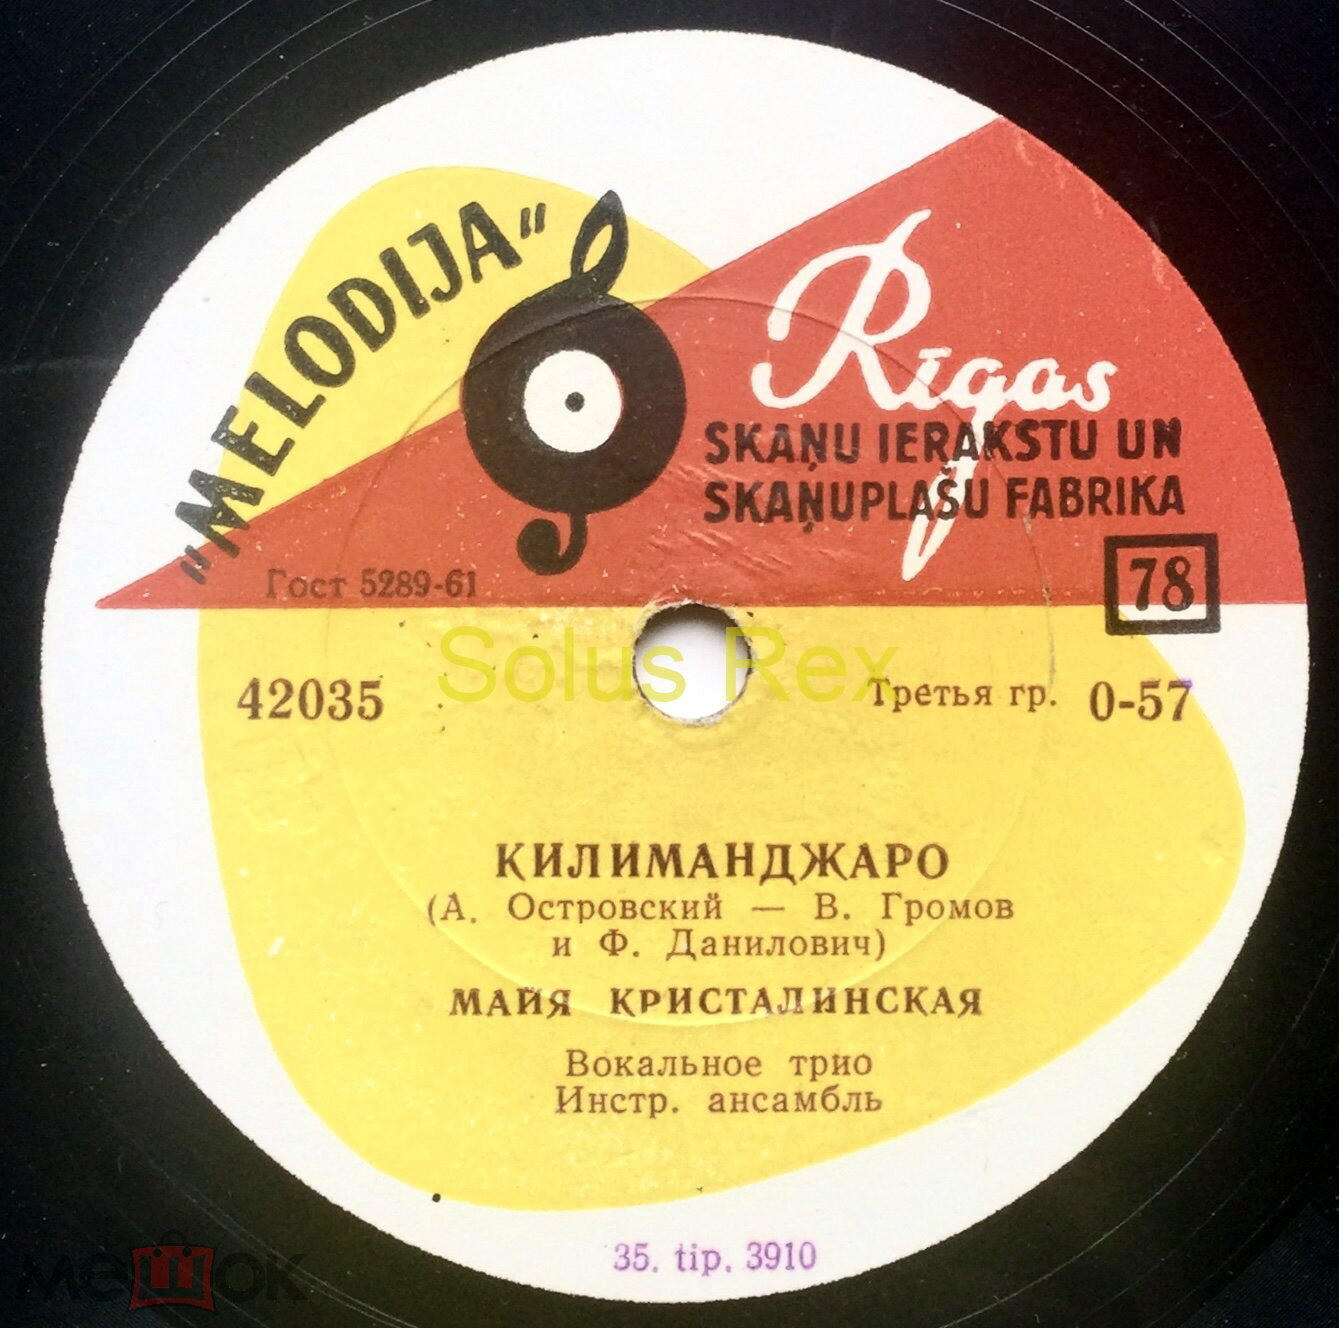 "MELODIJA"
Rīgas
SKAŅU IERAKSTU UN
SKAŅUPLAŠU FABRIKA
78
Гост 5289-61
Solus Rex
42035
Третья гр. 0-57
КИЛИМАНДЖАРО
(А. Островский — В. Громов
и Ф. Данилович)
МАЙЯ КРИСТАЛИНСКАЯ
Вокальное трио
Инстр. ансамбль
35. tip. 3910
мешок